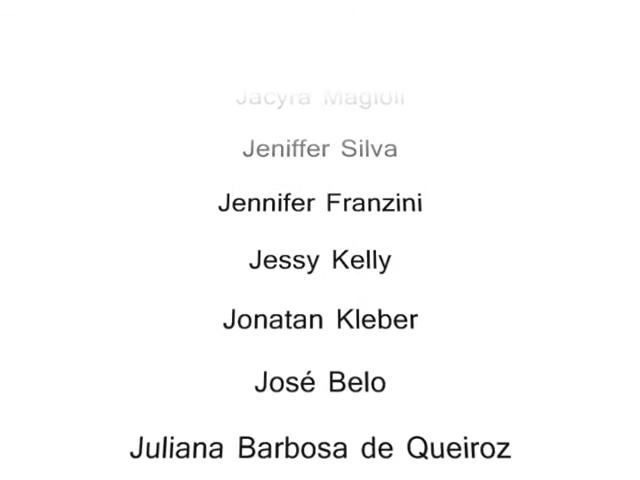 Jacyra Magioli
Jeniffer Silva
Jennifer Franzini
Jessy Kelly
Jonatan Kleber
José Belo
Juliana Barbosa de Queiroz